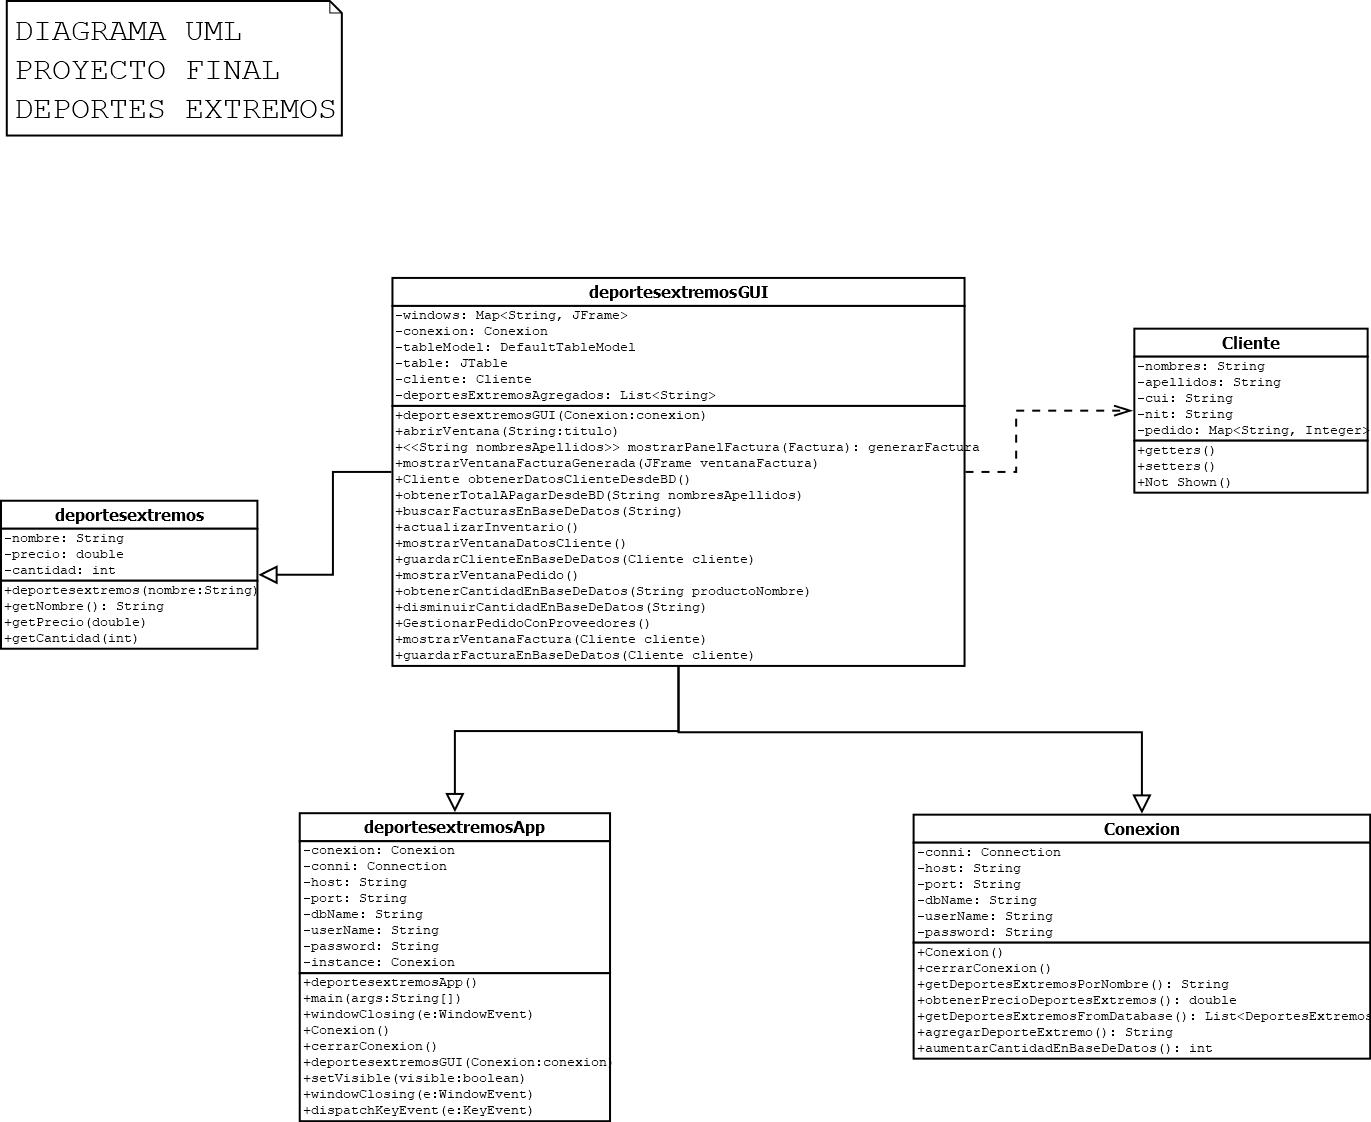 DIAGRAMA UML
PROYECTO FINAL
DEPORTES EXTREMOS
deportesextremosGUI
-windows: Map<String, JFrame>
-conexion: Conexion
-tableModel: DefaultTableModel
-table: JTable
-cliente: Cliente
-deportesExtremosAgregados: List<String>
+deportesextremosGUI(Conexion:conexion)
+abrirVentana(String:titulo)
+<<String nombresApellidos>> mostrarPanelFactura(Factura): generarFactura
+mostrarVentanaFacturaGenerada(JFrame ventanaFactura)
+Cliente obtenerDatosClienteDesdeBD()
+obtenerTotalAPagarDesdeBD(String nombresApellidos)
+buscarFacturasEnBaseDeDatos(String)
+actualizarInventario()
+mostrarVentanaDatosCliente()
+guardarClienteEnBaseDeDatos(Cliente cliente)
+mostrarVentanaPedido()
+obtenerCantidadEnBaseDeDatos(String productoNombre)
+disminuirCantidadEnBaseDeDatos(String)
+GestionarPedidoConProveedores()
+mostrarVentanaFactura(Cliente cliente)
+guardarFacturaEnBaseDeDatos(Cliente cliente)
Cliente
-nombres: String
-apellidos: String
-cui: String
-nit: String
-pedido: Map<String, Integer>
+getters()
+setters()
+Not Shown()
deportesextremos
-nombre: String
-precio: double
-cantidad: int
+deportesextremos(nombre:String)
+getNombre(): String
+getPrecio(double)
+getCantidad(int)
deportesextremosApp
-conexion: Conexion
-conni: Connection
-host: String
-port: String
-dbName: String
-userName: String
-password: String
-instance: Conexion
+deportesextremosApp()
+main(args:String[])
+windowClosing(e:WindowEvent)
+Conexion()
+cerrarConexion()
+deportesextremosGUI(Conexion:conexion)
+setVisible(visible:boolean)
+windowClosing(e:WindowEvent)
+dispatchKeyEvent(e:KeyEvent)
Conexion
-conni: Connection
-host: String
-port: String
-dbName: String
-userName: String
-password: String
+Conexion()
+cerrarConexion()
+getDeportesExtremosPorNombre(): String
+obtenerPrecioDeportesExtremos(): double
+getDeportesExtremosFromDatabase(): List<DeportesExtremos
+agregarDeporteExtremo(): String
+aumentarCantidadEnBaseDeDatos(): int